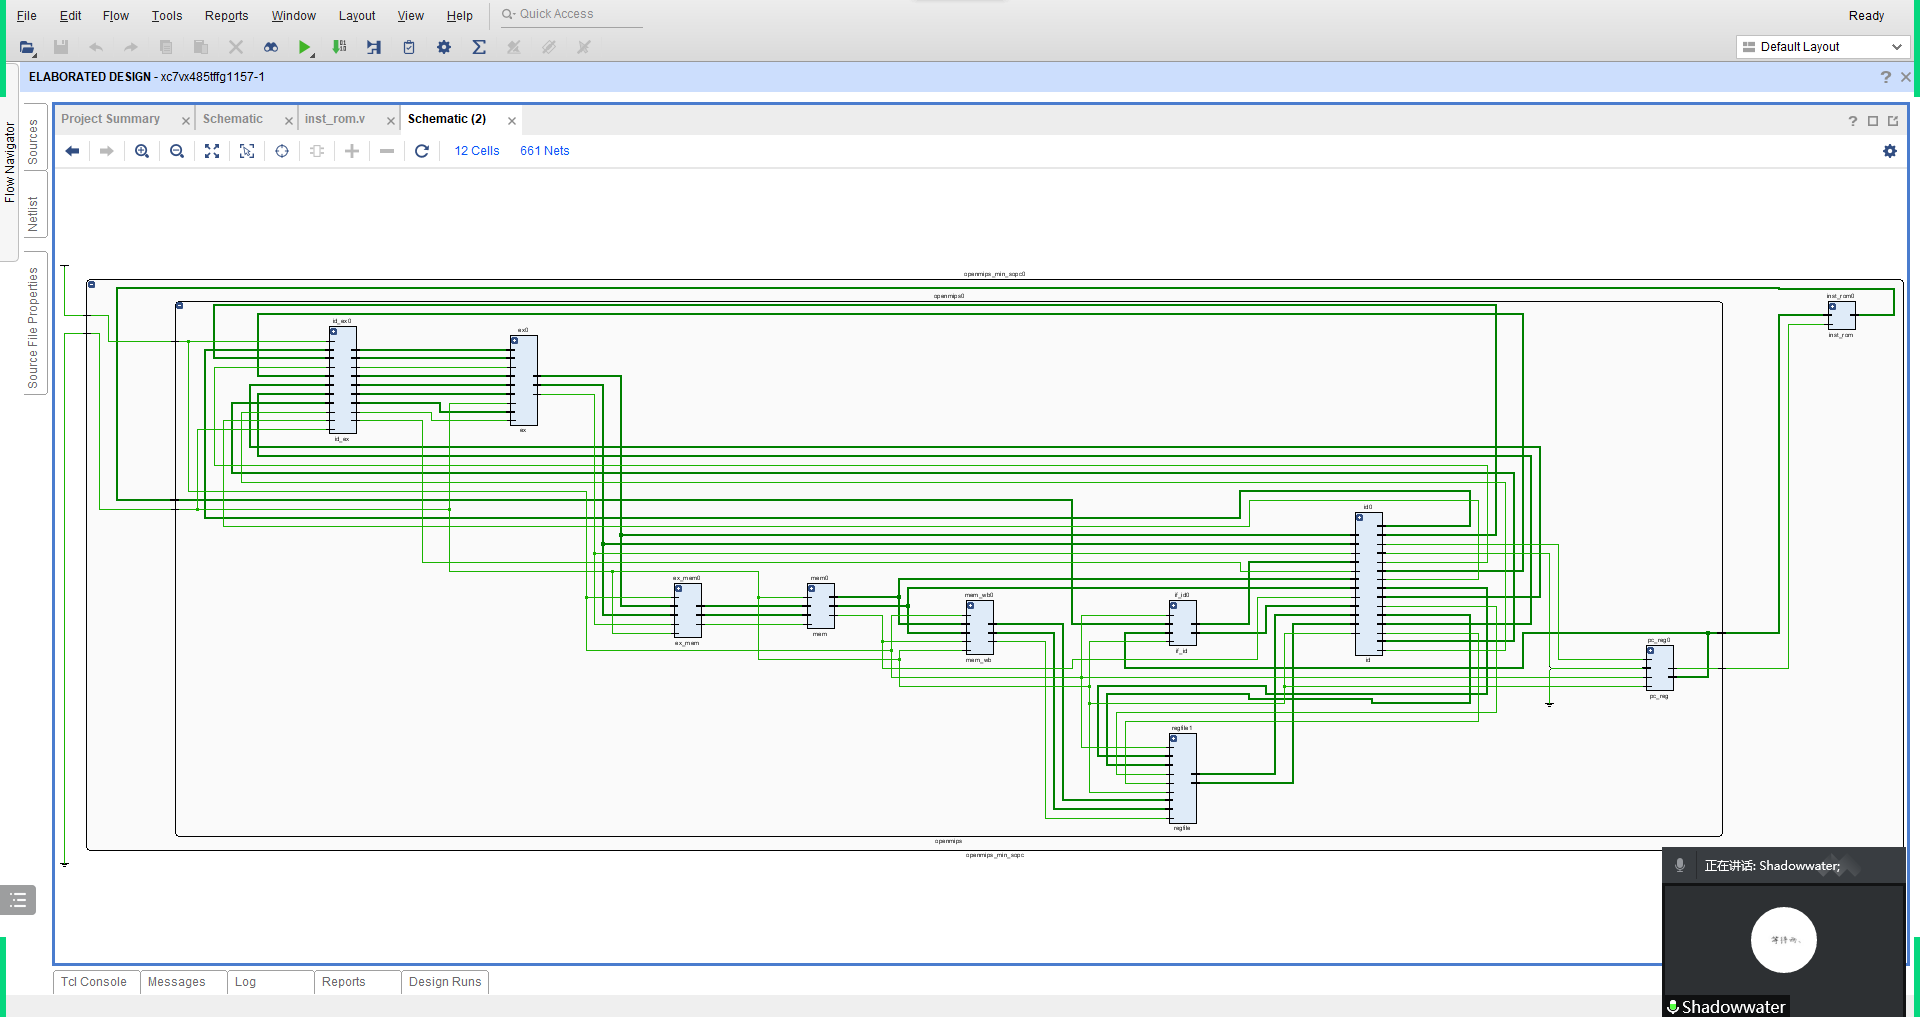 File Edit Flow Tools Reports Window Layout View Help Quick Access Ready
Default Layout
ELABORATED DESIGN - xc7vx485tffg1157-1
Flow Navigator
Sources
Netlist
Source File Properties
Project Summary Schematic inst_rom.v Schematic (2)
12 Cells 661 Nets
openmips_min_sopc0
openmips0
inst_rom0
inst_rom
id_ex0
id_ex
ex0
ex
id0
id
ex_mem0
ex_mem
mem0
mem
mem_wb0
mem_wb
if_id0
if_id
pc_reg0
pc_reg
regfile1
regfile
openmips
openmips_min_sopc
正在讲话: Shadowwater;
Shadowwater
Tcl Console Messages Log Reports Design Runs